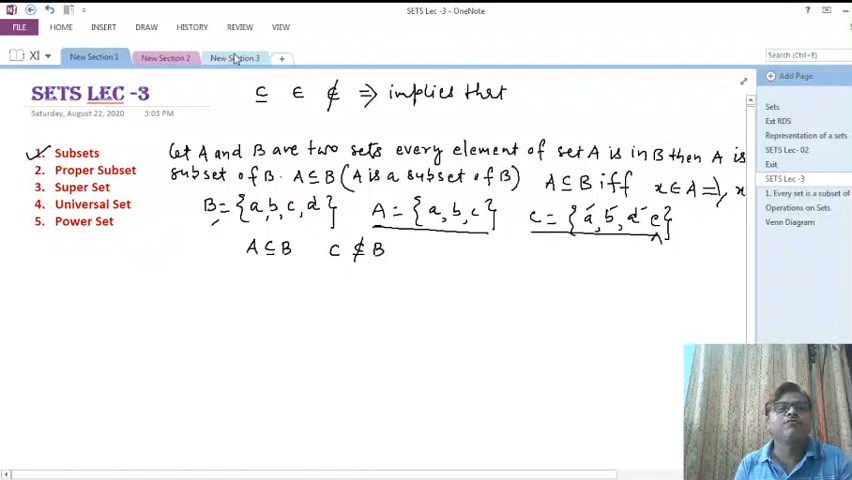 SETS Lec -3 - OneNote
FILE HOME INSERT DRAW HISTORY REVIEW VIEW
XI New Section 1 New Section 2 New Section 3 +
Search (Ctrl+E)
SETS LEC -3
⊆ ∈ ⊄ ⇒ implies that
Saturday, August 22, 2020 3:03 PM
Add Page
Sets
Ext RDS
Representation of a sets
SETS Lec- 02
Exit
SETS Lec -3
1. Every set is a subset of
Operations on Sets
Venn Diagram
1. Subsets
2. Proper Subset
3. Super Set
4. Universal Set
5. Power Set
Let A and B are two sets every element of set A is in B then A is
subset of B. A ⊆ B (A is a subset of B) A ⊆ B iff x ∈ A ⇒ x
B = {a, b, c, d} A = {a, b, c} C = {a, b, d e}
A ⊆ B C ⊄ B